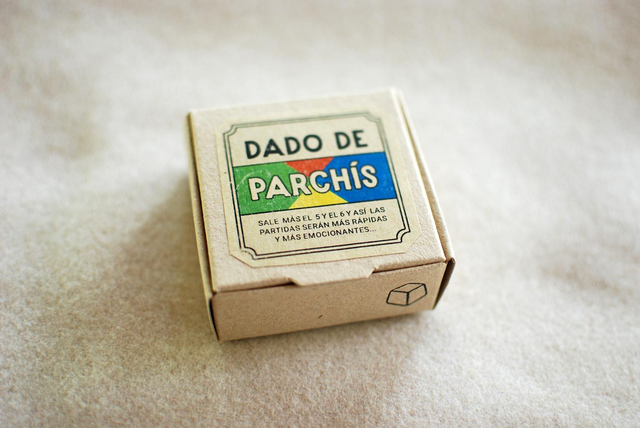 DADO DE
PARCHÍS
SALE MÁS EL 5 Y EL 6 Y ASÍ LAS
PARTIDAS SERÁN MÁS RÁPIDAS
Y MÁS EMOCIONANTES...